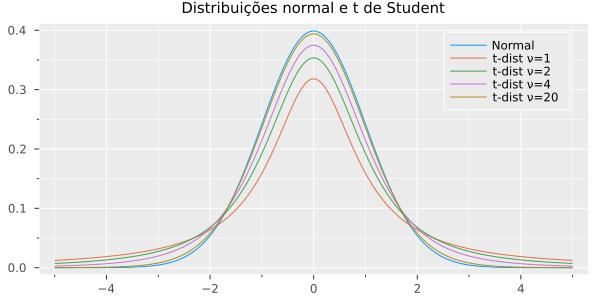 Distribuições normal e t de Student
0.4
0.3
0.2
0.1
0.0
Normal
t-dist ν=1
t-dist ν=2
t-dist ν=4
t-dist ν=20
−4
−2
0
2
4